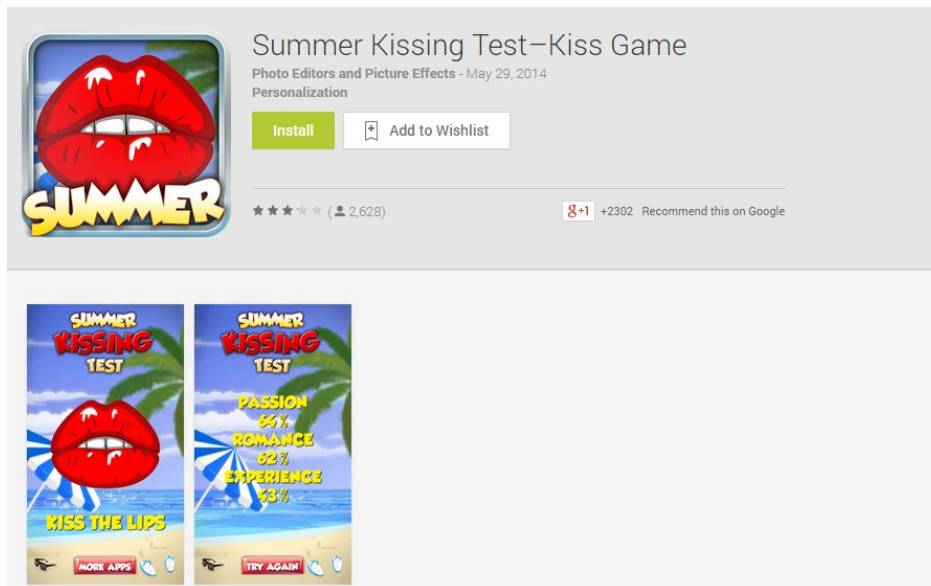 Summer Kissing Test–Kiss Game
Photo Editors and Picture Effects - May 29, 2014
Personalization
Install
Add to Wishlist
SUMMER
(2,628)
g+1 +2302 Recommend this on Google
SUMMER
KISSING
TEST
KISS THE LIPS
MORE APPS
SUMMER
KISSING
TEST
PASSION
64%
ROMANCE
62%
EXPERIENCE
53%
TRY AGAIN